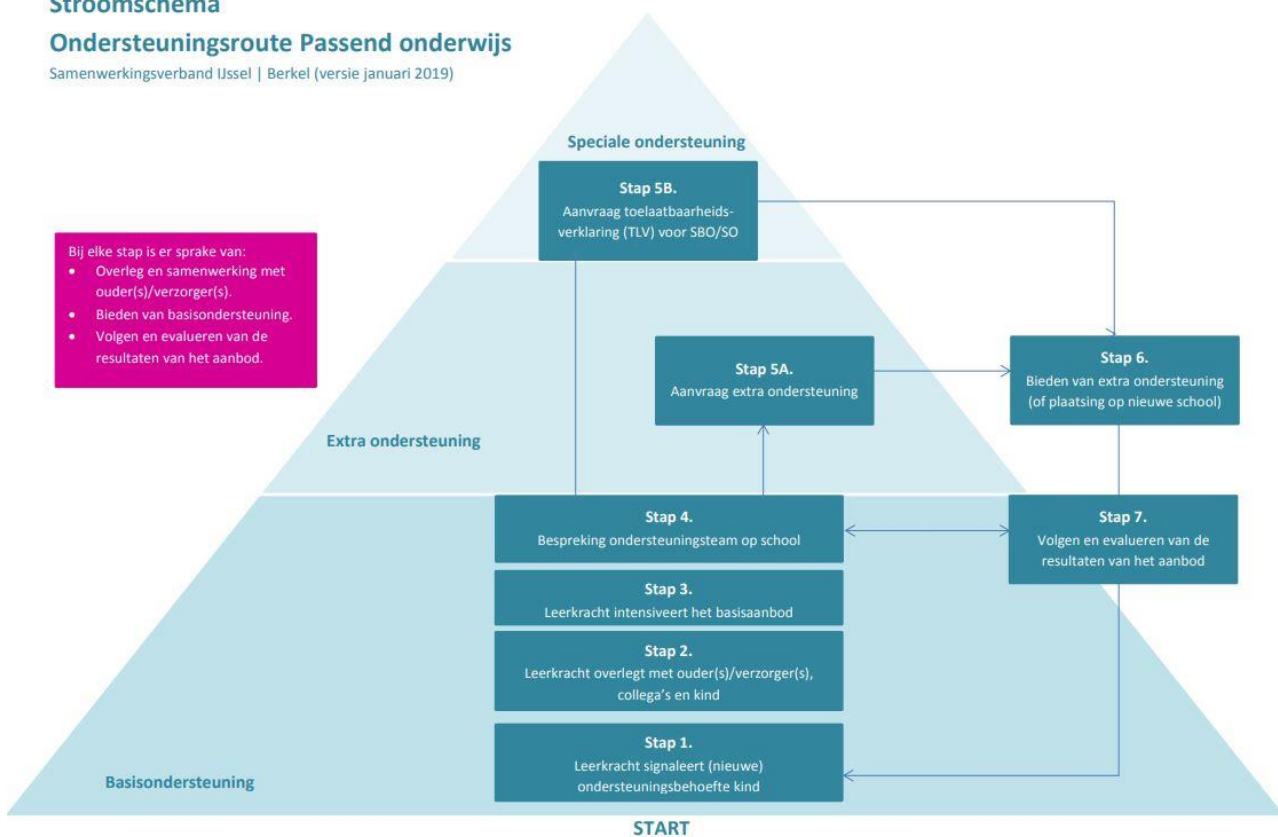 Stroomschema
Ondersteuningsroute Passend onderwijs
Samenwerkingsverband IJssel | Berkel (versie januari 2019)
Speciale ondersteuning
Stap 5B.
Aanvraag toelaatbaarheids-
verklaring (TLV) voor SBO/SO
Bij elke stap is er sprake van:
• Overleg en samenwerking met
ouder(s)/verzorger(s).
• Bieden van basisondersteuning.
• Volgen en evalueren van de
resultaten van het aanbod.
Stap 5A.
Aanvraag extra ondersteuning
Stap 6.
Bieden van extra ondersteuning
(of plaatsing op nieuwe school)
Extra ondersteuning
Stap 4.
Bespreking ondersteuningsteam op school
Stap 7.
Volgen en evalueren van de
resultaten van het aanbod
Stap 3.
Leerkracht intensiveert het basisaanbod
Stap 2.
Leerkracht overlegt met ouder(s)/verzorger(s),
collega's en kind
Stap 1.
Leerkracht signaleert (nieuwe)
ondersteuningsbehoefte kind
Basisondersteuning
START